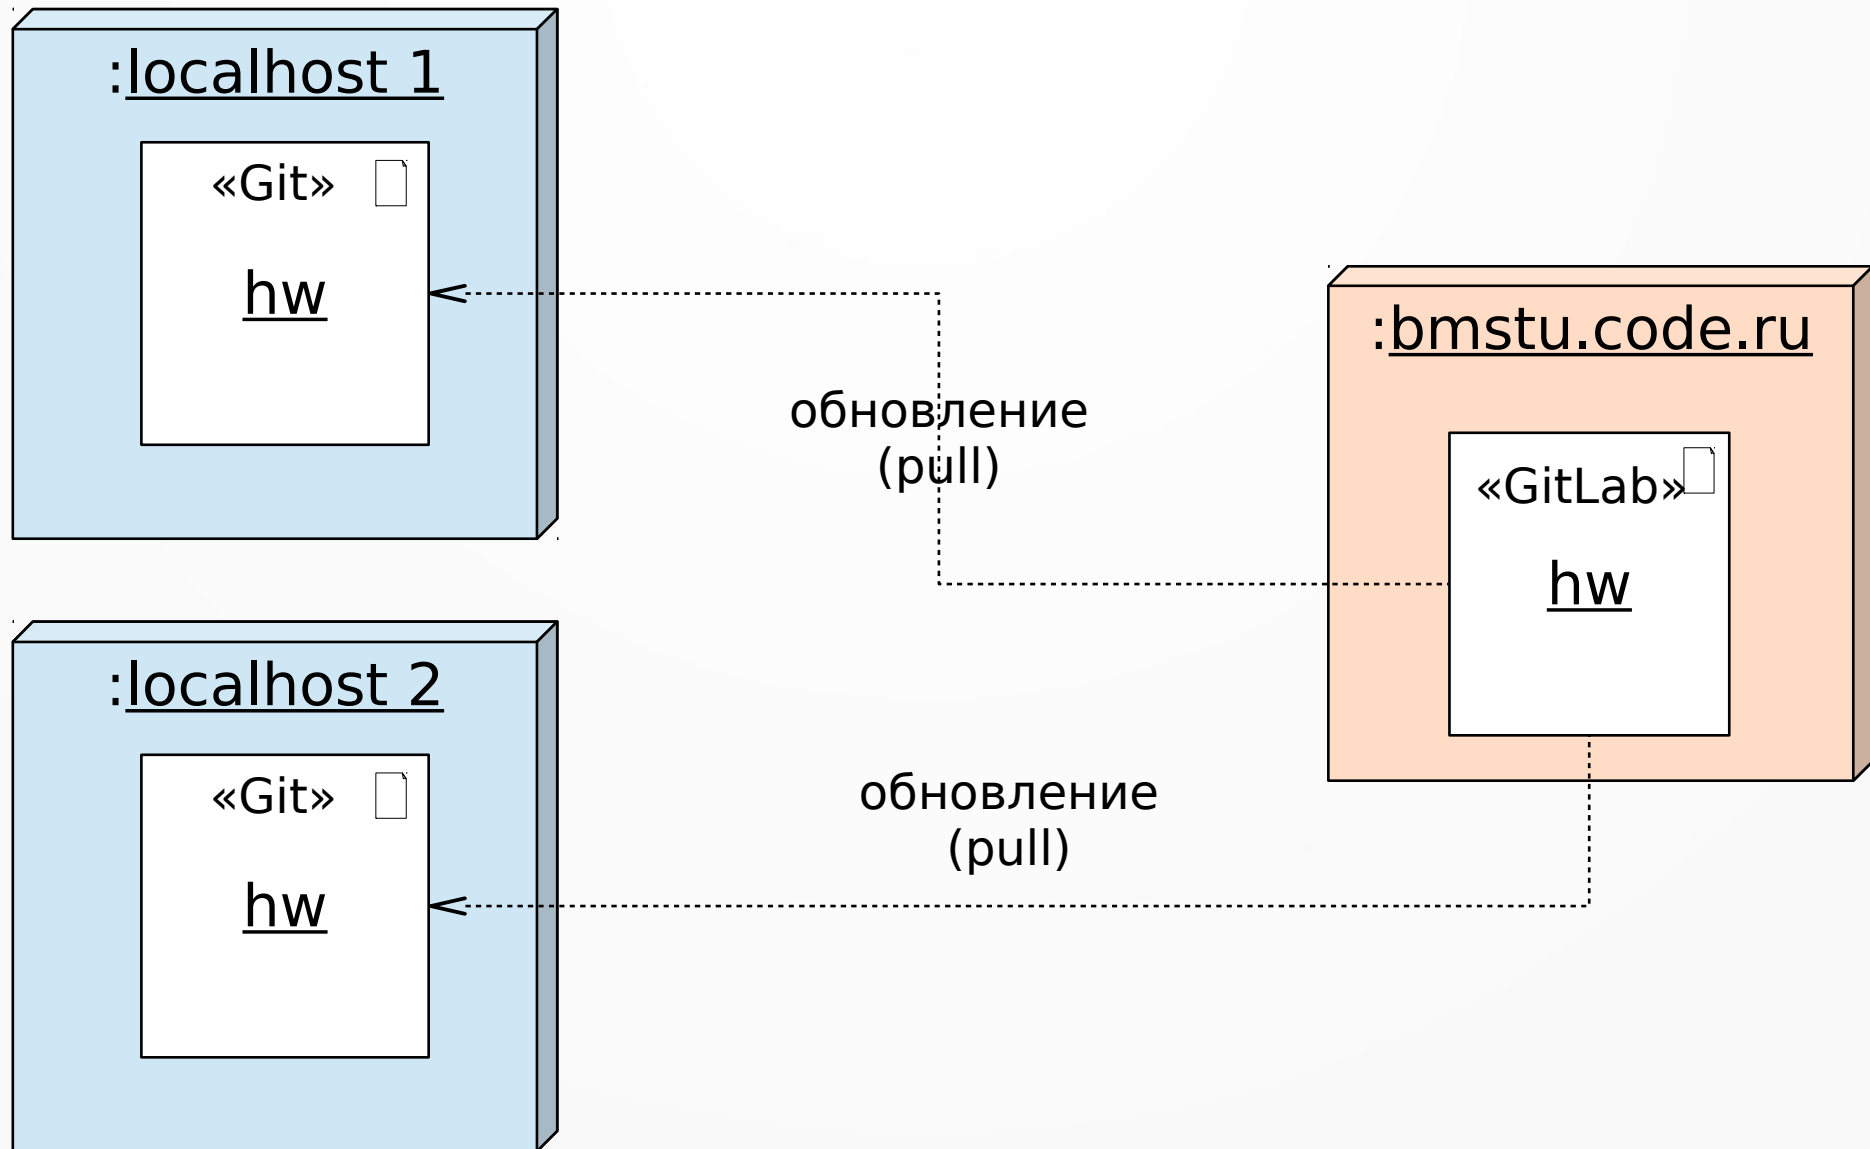 :localhost 1
«Git»
hw
обновление
(pull)
:bmstu.code.ru
«GitLab»
hw
:localhost 2
«Git»
hw
обновление
(pull)